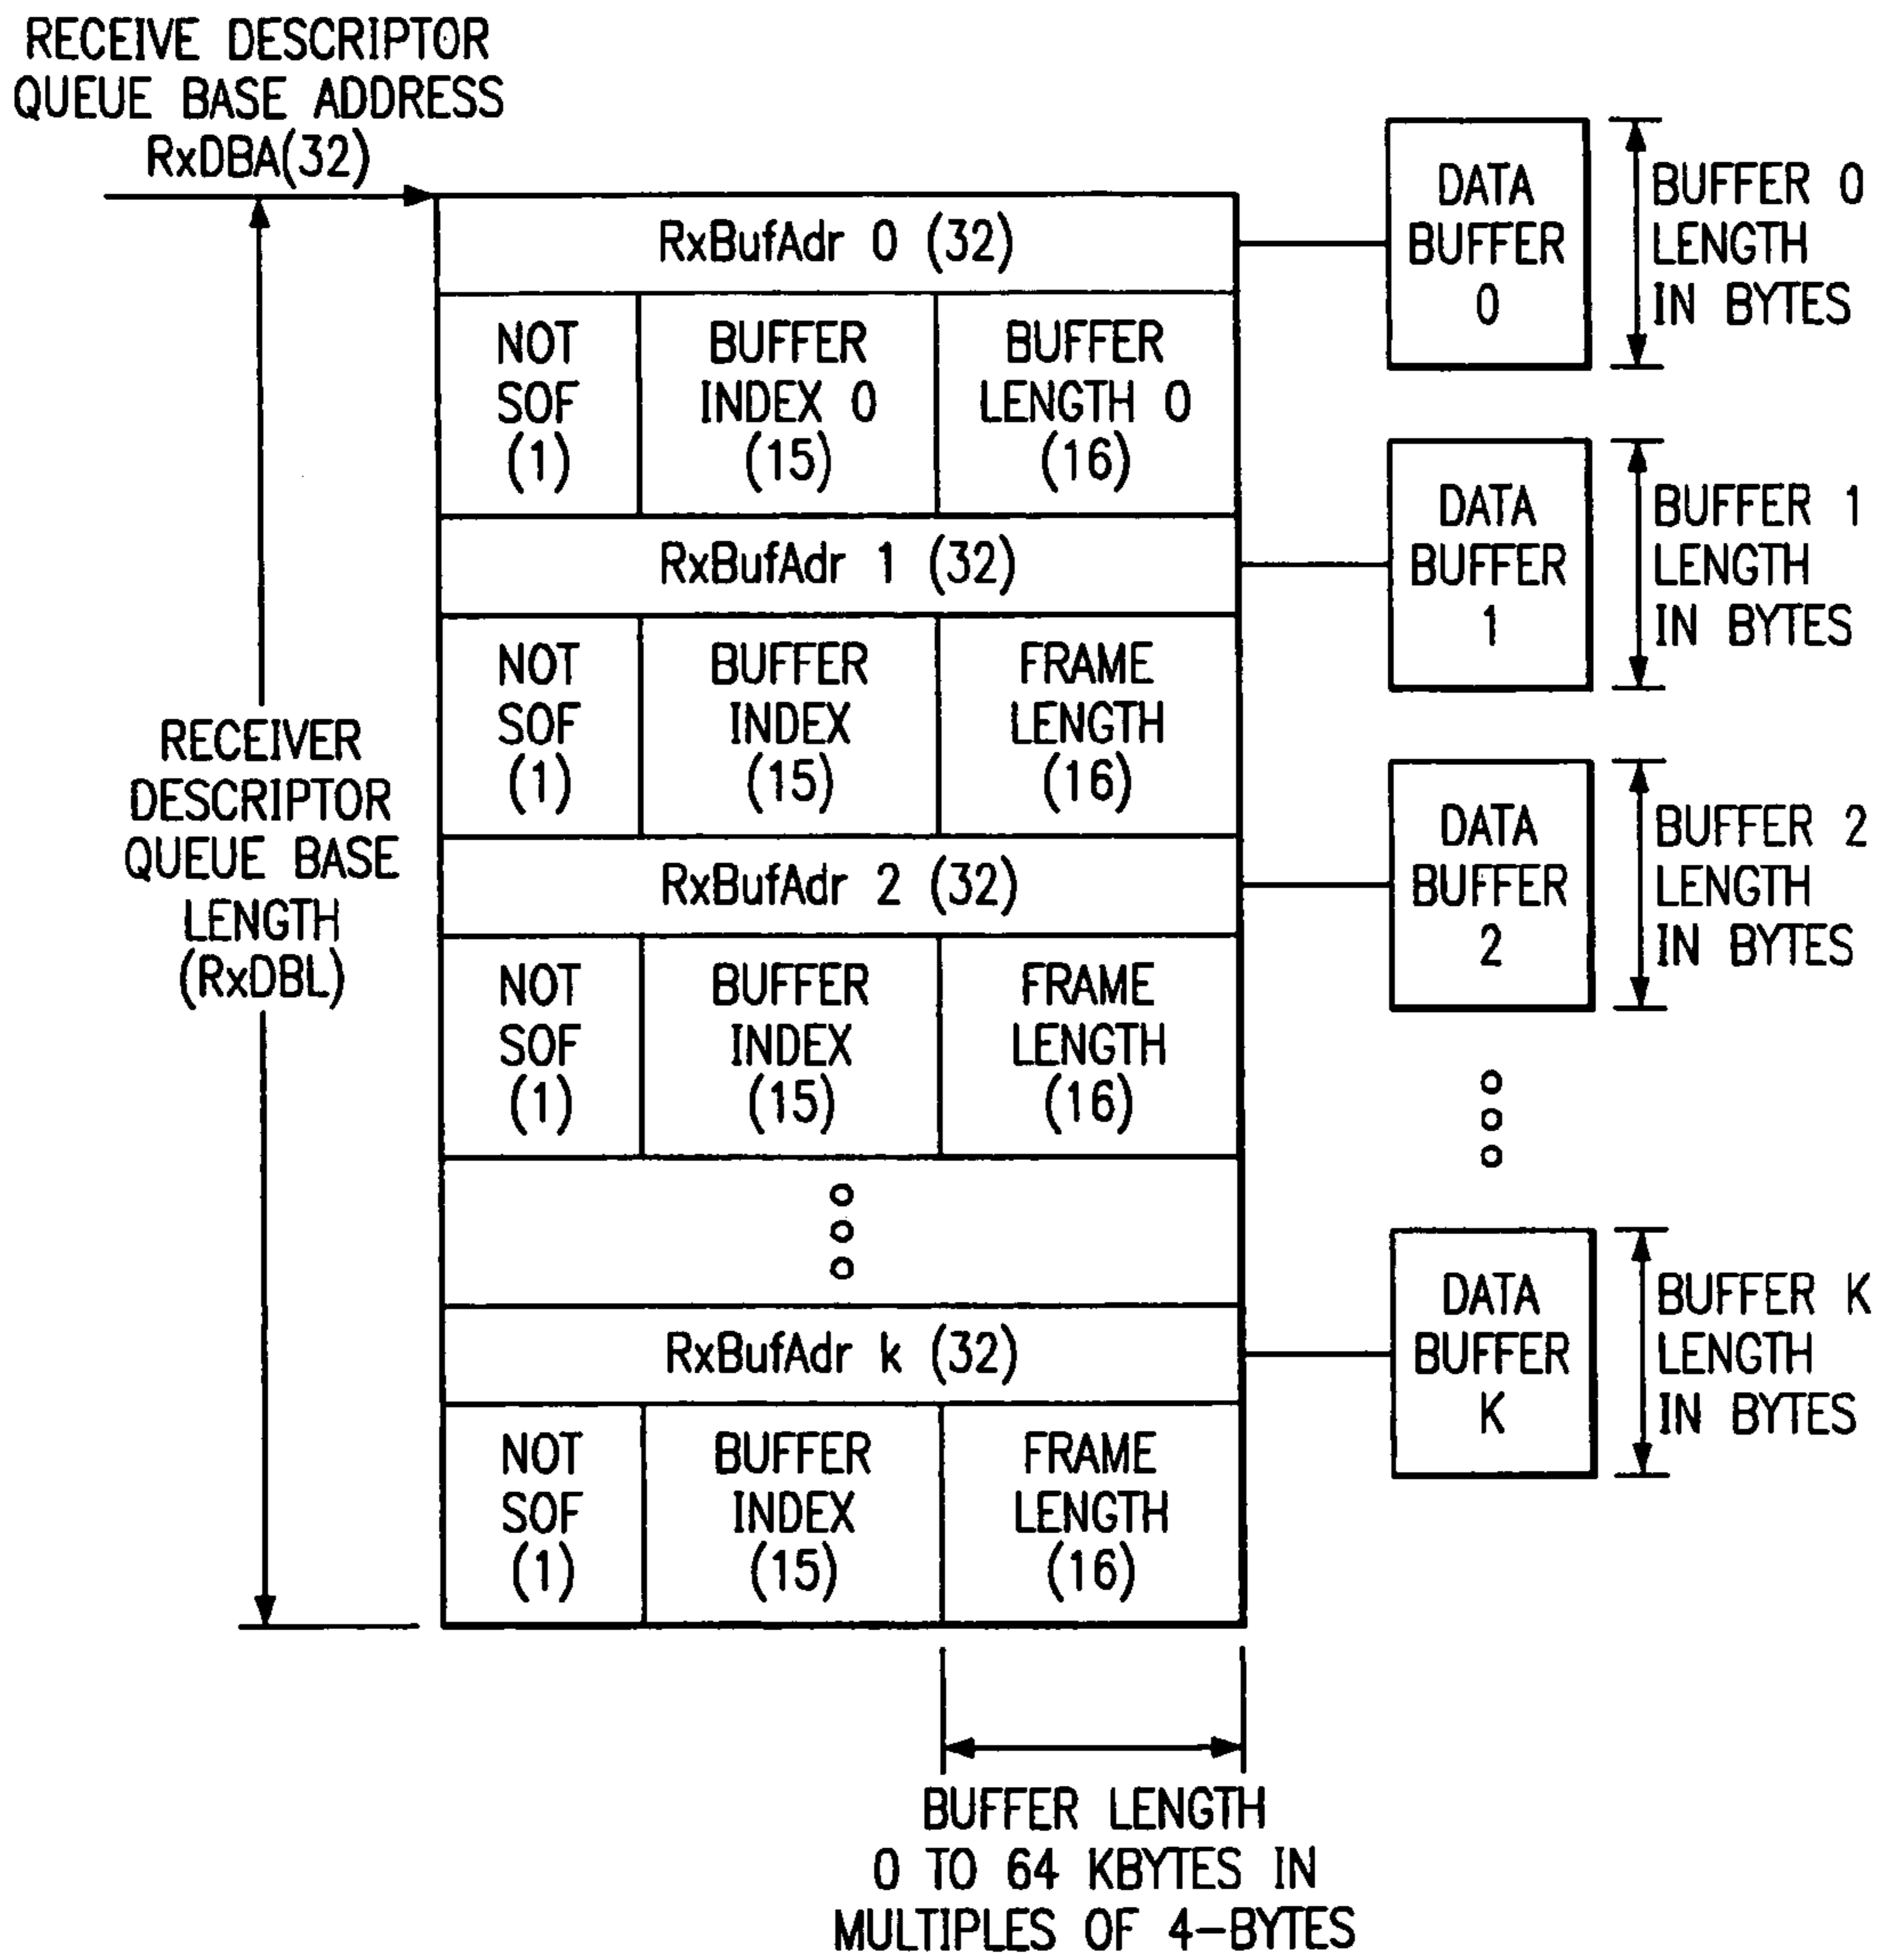 RECEIVE DESCRIPTOR
QUEUE BASE ADDRESS
RxDBA(32)
RxBufAdr 0 (32)
NOT
SOF
(1)
BUFFER
INDEX 0
(15)
BUFFER
LENGTH 0
(16)
RxBufAdr 1 (32)
NOT
SOF
(1)
BUFFER
INDEX
(15)
FRAME
LENGTH
(16)
RxBufAdr 2 (32)
NOT
SOF
(1)
BUFFER
INDEX
(15)
FRAME
LENGTH
(16)
RxBufAdr k (32)
NOT
SOF
(1)
BUFFER
INDEX
(15)
FRAME
LENGTH
(16)
RECEIVER
DESCRIPTOR
QUEUE BASE
LENGTH
(RxDBL)
DATA
BUFFER
0
BUFFER 0
LENGTH
IN BYTES
DATA
BUFFER
1
BUFFER 1
LENGTH
IN BYTES
DATA
BUFFER
2
BUFFER 2
LENGTH
IN BYTES
DATA
BUFFER
K
BUFFER K
LENGTH
IN BYTES
BUFFER LENGTH
0 TO 64 KBYTES IN
MULTIPLES OF 4-BYTES